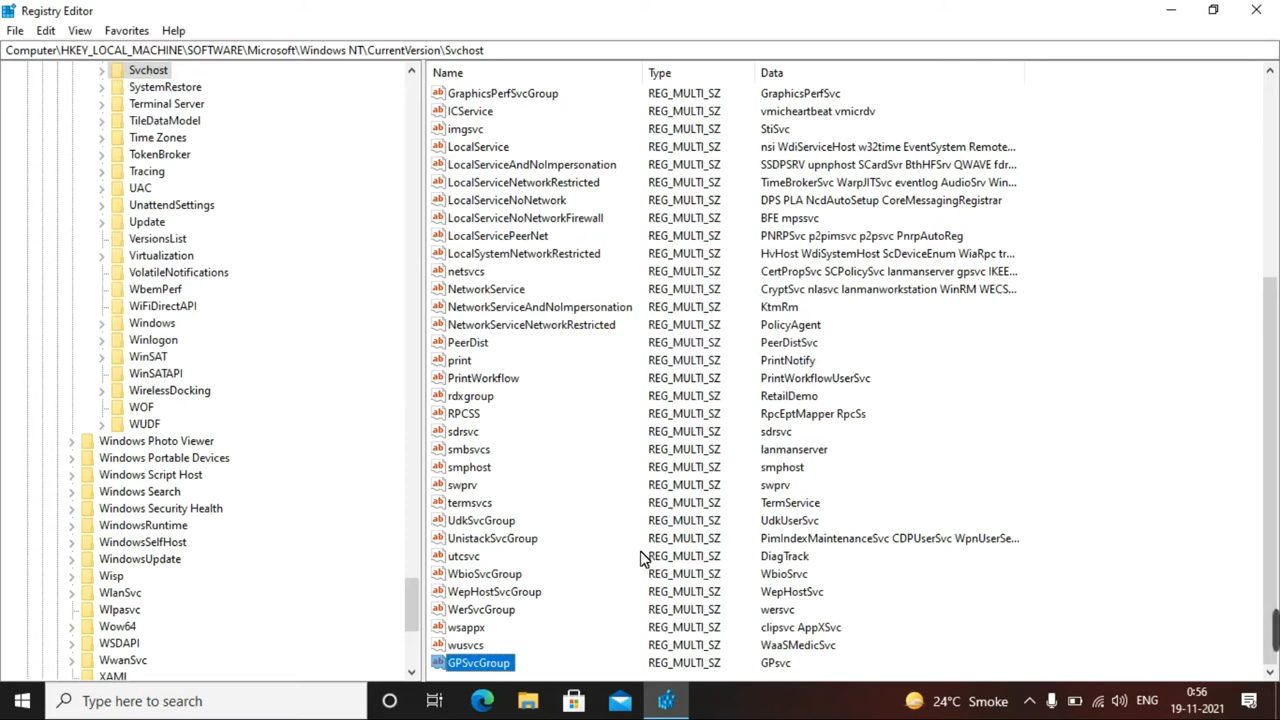 Registry Editor
File Edit View Favorites Help
Computer\HKEY_LOCAL_MACHINE\SOFTWARE\Microsoft\Windows NT\CurrentVersion\Svchost
Svchost
SystemRestore
Terminal Server
TileDataModel
Time Zones
TokenBroker
Tracing
UAC
UnattendSettings
Update
VersionsList
Virtualization
VolatileNotifications
WbemPerf
WiFiDirectAPI
Windows
Winlogon
WinSAT
WinSATAPI
WirelessDocking
WOF
WUDF
Windows Photo Viewer
Windows Portable Devices
Windows Script Host
Windows Search
Windows Security Health
WindowsRuntime
WindowsSelfHost
WindowsUpdate
Wisp
WlanSvc
Wlpasvc
Wow64
WSDAPI
WwanSvc
XAML
Name Type Data
GraphicsPerfSvcGroup REG_MULTI_SZ GraphicsPerfSvc
ICService REG_MULTI_SZ vmicheartbeat vmicrdv
imgsvc REG_MULTI_SZ StiSvc
LocalService REG_MULTI_SZ nsi WdiServiceHost w32time EventSystem Remote...
LocalServiceAndNoImpersonation REG_MULTI_SZ SSDPSRV upnphost SCardSvr BthHFSrv QWAVE fdr...
LocalServiceNetworkRestricted REG_MULTI_SZ TimeBrokerSvc WarpJITSvc eventlog AudioSrv Win...
LocalServiceNoNetwork REG_MULTI_SZ DPS PLA NcdAutoSetup CoreMessagingRegistrar
LocalServiceNoNetworkFirewall REG_MULTI_SZ BFE mpssvc
LocalServicePeerNet REG_MULTI_SZ PNRPSvc p2pimsvc p2psvc PnrpAutoReg
LocalSystemNetworkRestricted REG_MULTI_SZ HvHost WdiSystemHost ScDeviceEnum WiaRpc tr...
netsvcs REG_MULTI_SZ CertPropSvc SCPolicySvc lanmanserver gpsvc IKEE...
NetworkService REG_MULTI_SZ CryptSvc nlasvc lanmanworkstation WinRM WECS...
NetworkServiceAndNoImpersonation REG_MULTI_SZ KtmRm
NetworkServiceNetworkRestricted REG_MULTI_SZ PolicyAgent
PeerDist REG_MULTI_SZ PeerDistSvc
print REG_MULTI_SZ PrintNotify
PrintWorkflow REG_MULTI_SZ PrintWorkflowUserSvc
rdxgroup REG_MULTI_SZ RetailDemo
RPCSS REG_MULTI_SZ RpcEptMapper RpcSs
sdrsvc REG_MULTI_SZ sdrsvc
smbsvcs REG_MULTI_SZ lanmanserver
smphost REG_MULTI_SZ smphost
swprv REG_MULTI_SZ swprv
termsvcs REG_MULTI_SZ TermService
UdkSvcGroup REG_MULTI_SZ UdkUserSvc
UnistackSvcGroup REG_MULTI_SZ PimIndexMaintenanceSvc CDPUserSvc WpnUserSe...
utcsvc REG_MULTI_SZ DiagTrack
WbioSvcGroup REG_MULTI_SZ WbioSrvc
WepHostSvcGroup REG_MULTI_SZ WepHostSvc
WerSvcGroup REG_MULTI_SZ wersvc
wsappx REG_MULTI_SZ clipsvc AppXSvc
wusvcs REG_MULTI_SZ WaaSMedicSvc
GPSvcGroup REG_MULTI_SZ GPsvc
Type here to search
24°C Smoke
ENG
0:56
19-11-2021